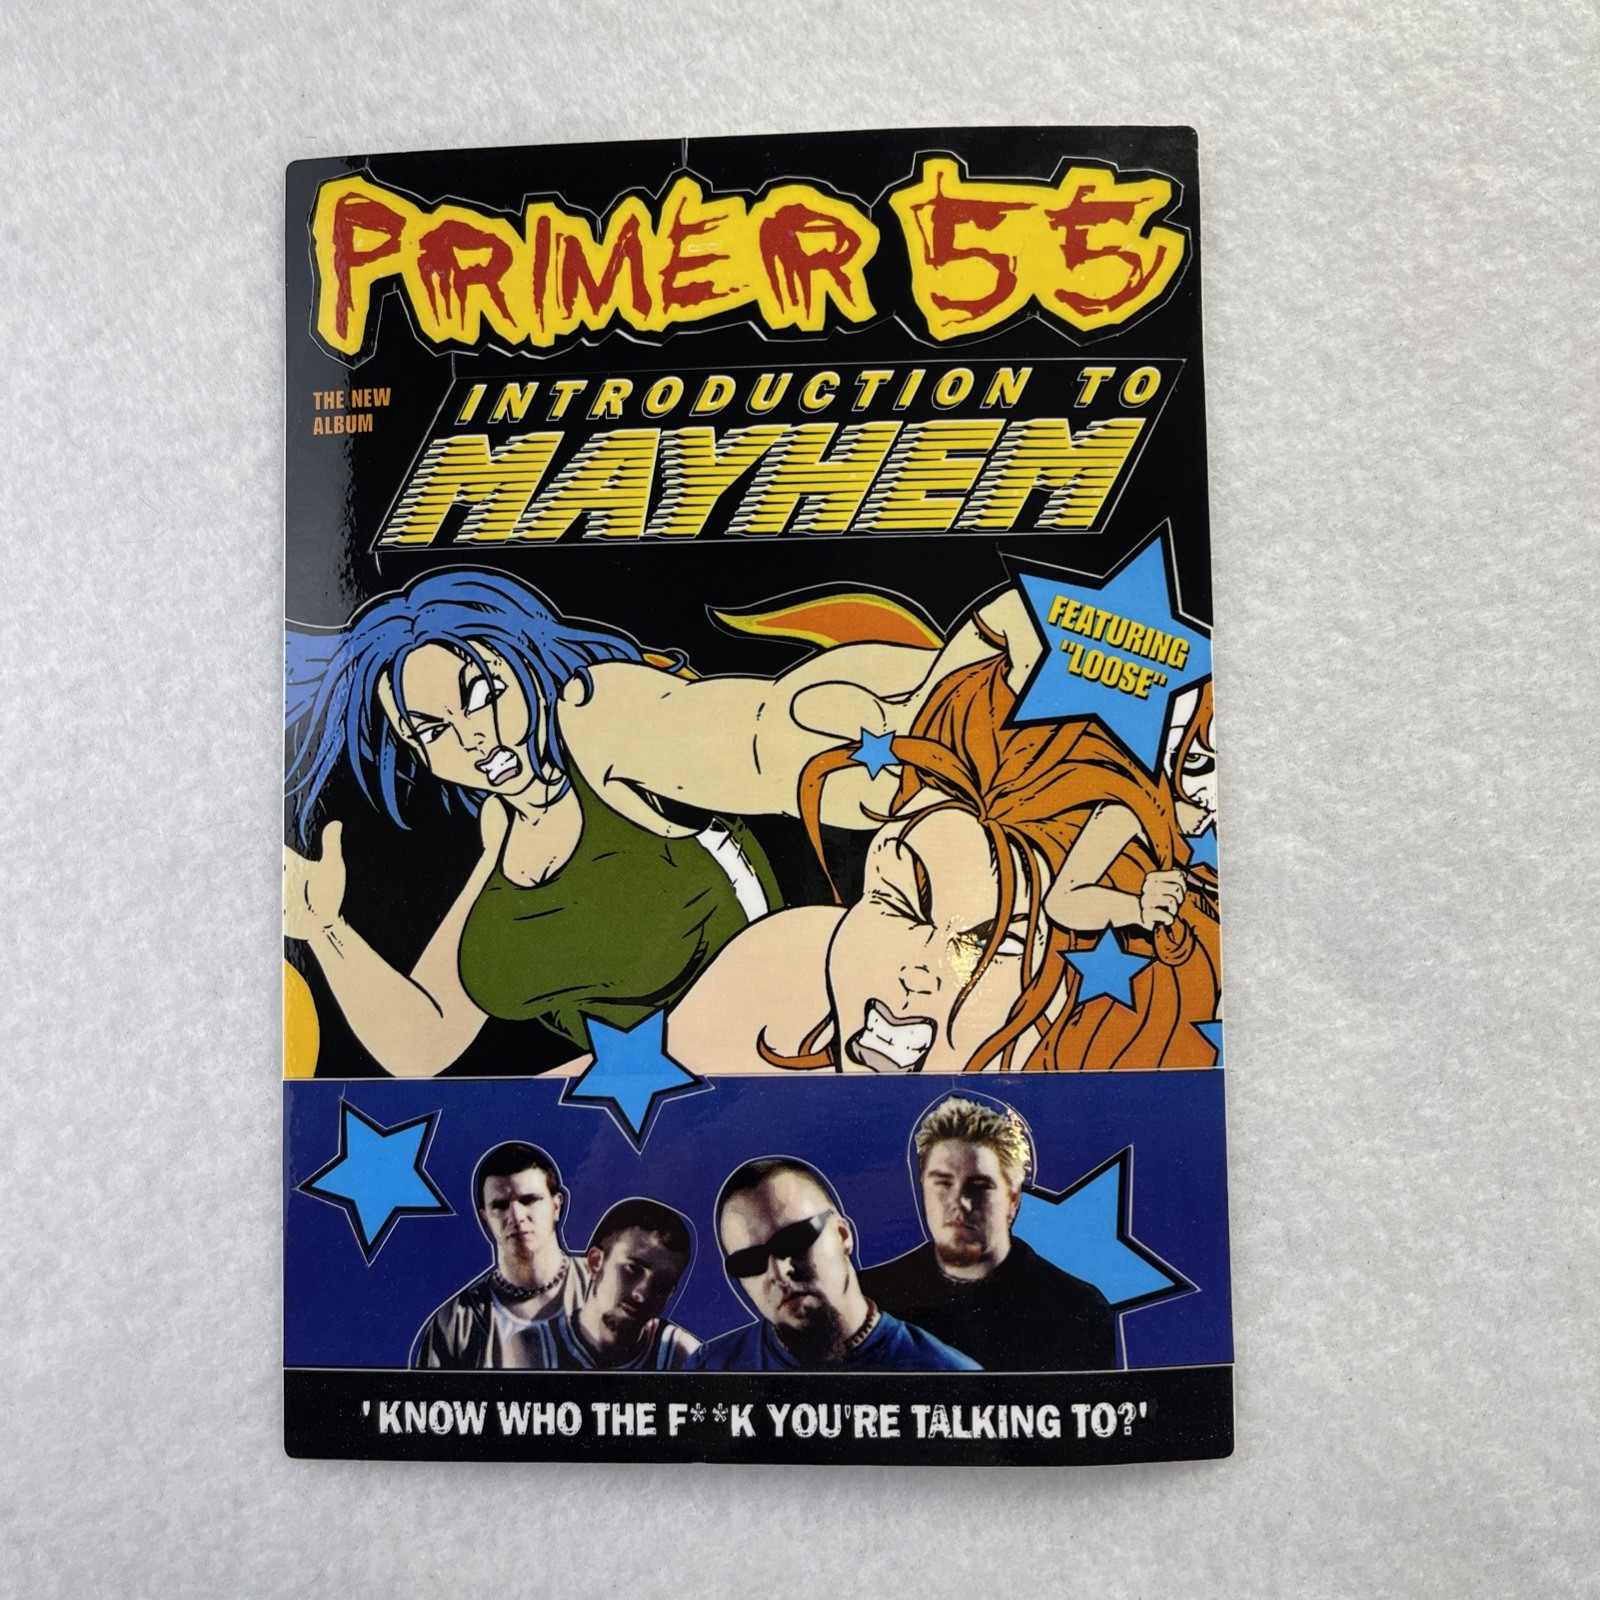 PRIMER 55
THE NEW
ALBUM
INTRODUCTION TO
MAYHEM
FEATURING
"LOOSE"
'KNOW WHO THE F**K YOU'RE TALKING TO?'